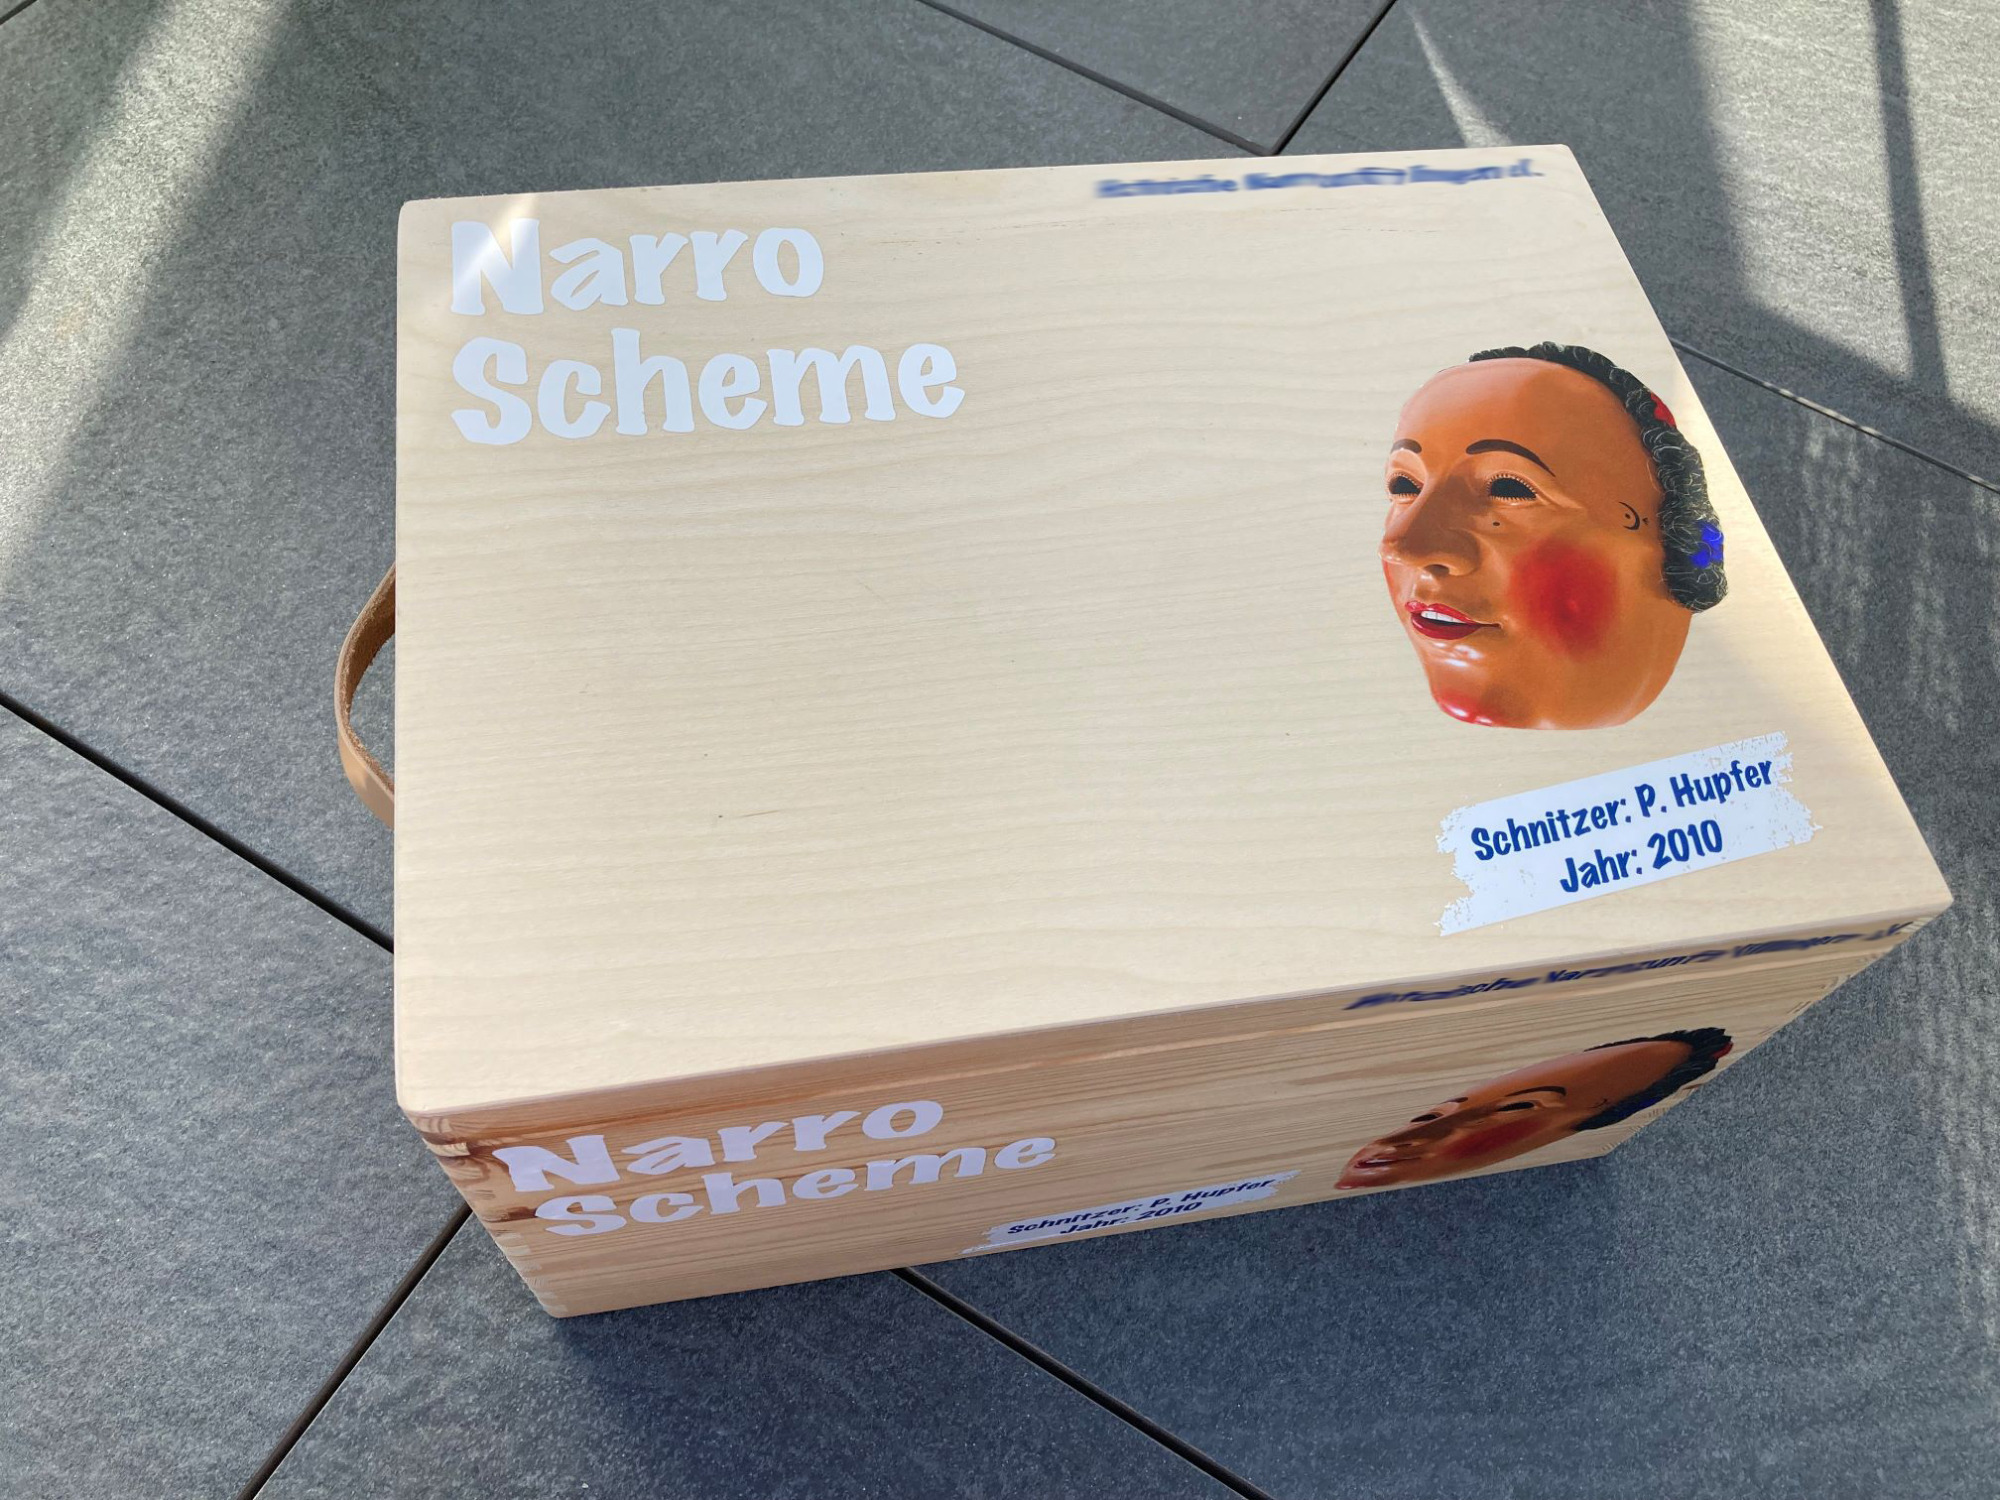 Narro
Scheme
Schnitzer: P. Hupfer
Jahr: 2010
Narro
Scheme
Schnitzer: P. Hupfer
Jahr: 2010